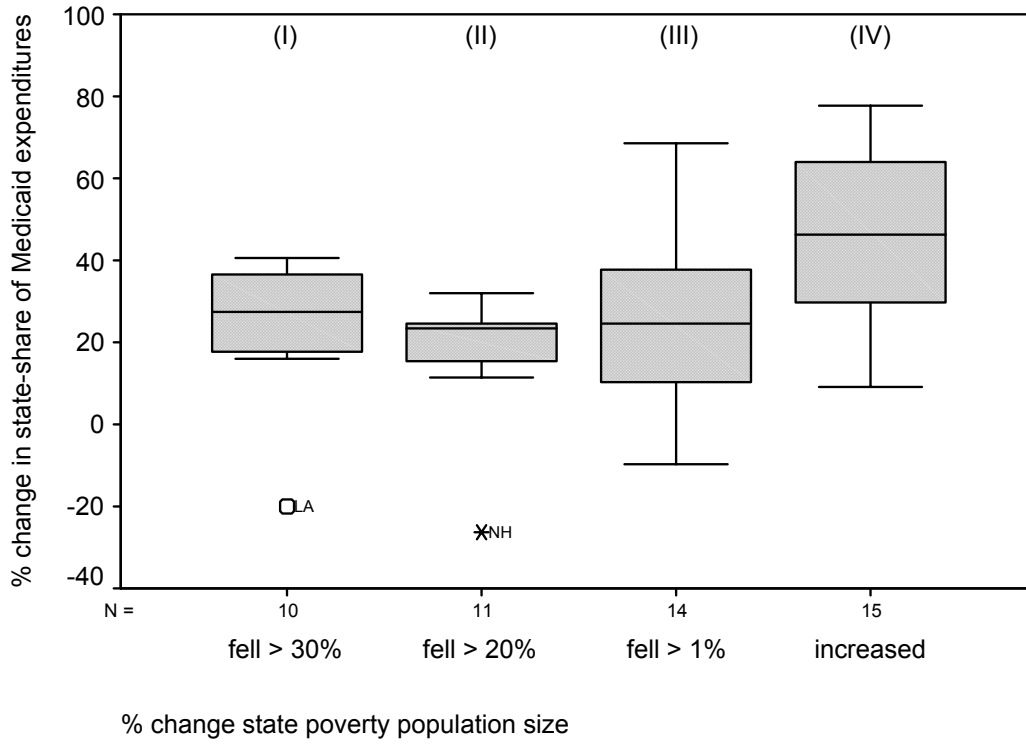 % change in state-share of Medicaid expenditures
100
80
60
40
20
0
-20
-40
(I) (II) (III) (IV)
LA
NH
N = 10 11 14 15
fell > 30% fell > 20% fell > 1% increased
% change state poverty population size